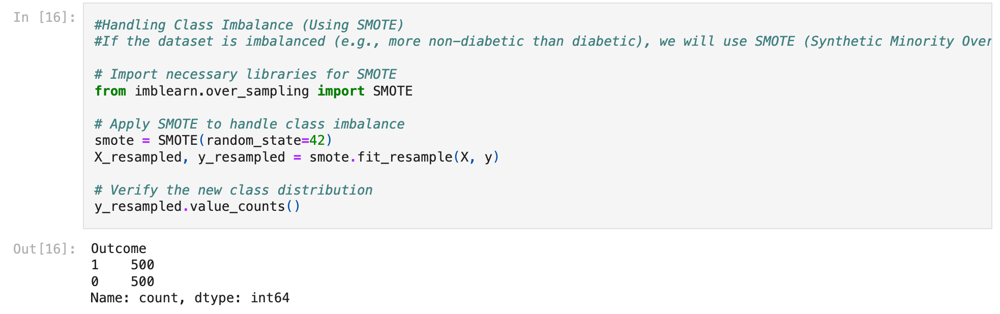 In [16]:
#Handling Class Imbalance (Using SMOTE)
#If the dataset is imbalanced (e.g., more non-diabetic than diabetic), we will use SMOTE (Synthetic Minority Over
# Import necessary libraries for SMOTE
from imblearn.over_sampling import SMOTE
# Apply SMOTE to handle class imbalance
smote = SMOTE(random_state=42)
X_resampled, y_resampled = smote.fit_resample(X, y)
# Verify the new class distribution
y_resampled.value_counts()
Out[16]:
Outcome
1    500
0    500
Name: count, dtype: int64